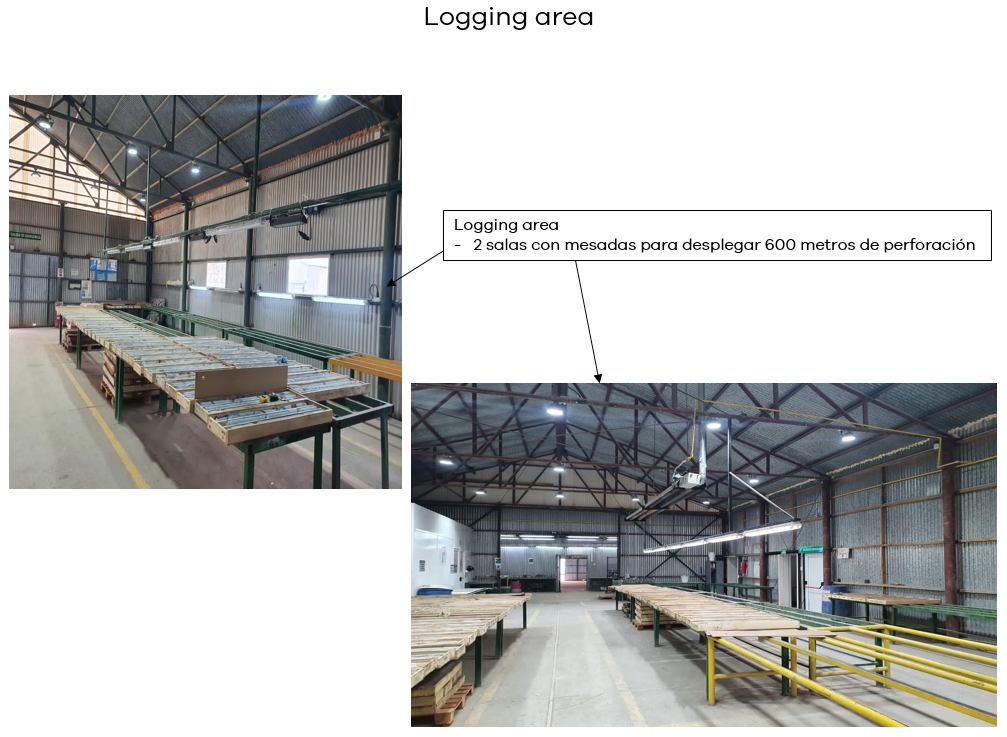 Logging area
Logging area
- 2 salas con mesadas para desplegar 600 metros de perforación